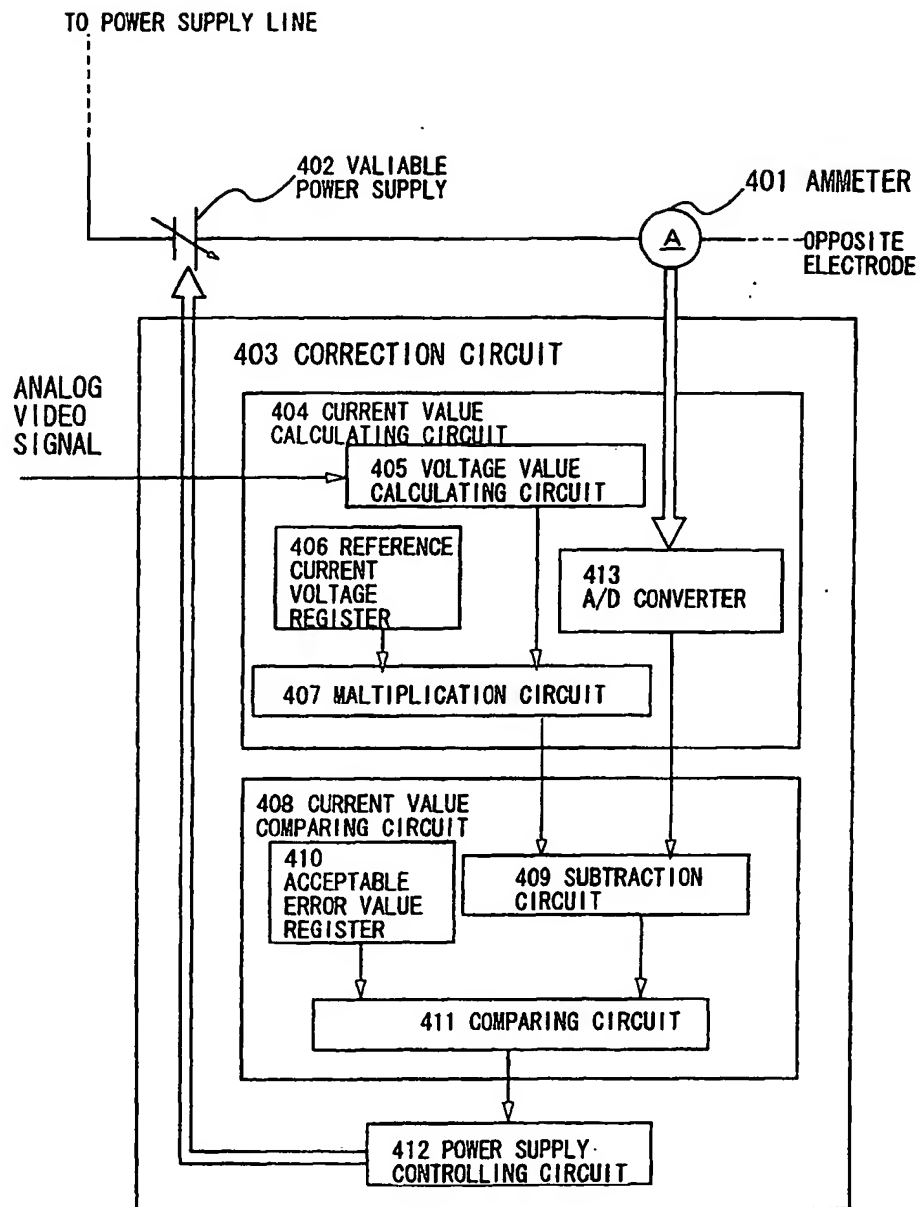 TO POWER SUPPLY LINE
402 VALIABLE
POWER SUPPLY
401 AMMETER
A
OPPOSITE
ELECTRODE
403 CORRECTION CIRCUIT
ANALOG
VIDEO
SIGNAL
404 CURRENT VALUE
CALCULATING CIRCUIT
405 VOLTAGE VALUE
CALCULATING CIRCUIT
406 REFERENCE
CURRENT
VOLTAGE
REGISTER
413
A/D CONVERTER
407 MALTIPLICATION CIRCUIT
408 CURRENT VALUE
COMPARING CIRCUIT
410
ACCEPTABLE
ERROR VALUE
REGISTER
409 SUBTRACTION
CIRCUIT
411 COMPARING CIRCUIT
412 POWER SUPPLY
CONTROLLING CIRCUIT